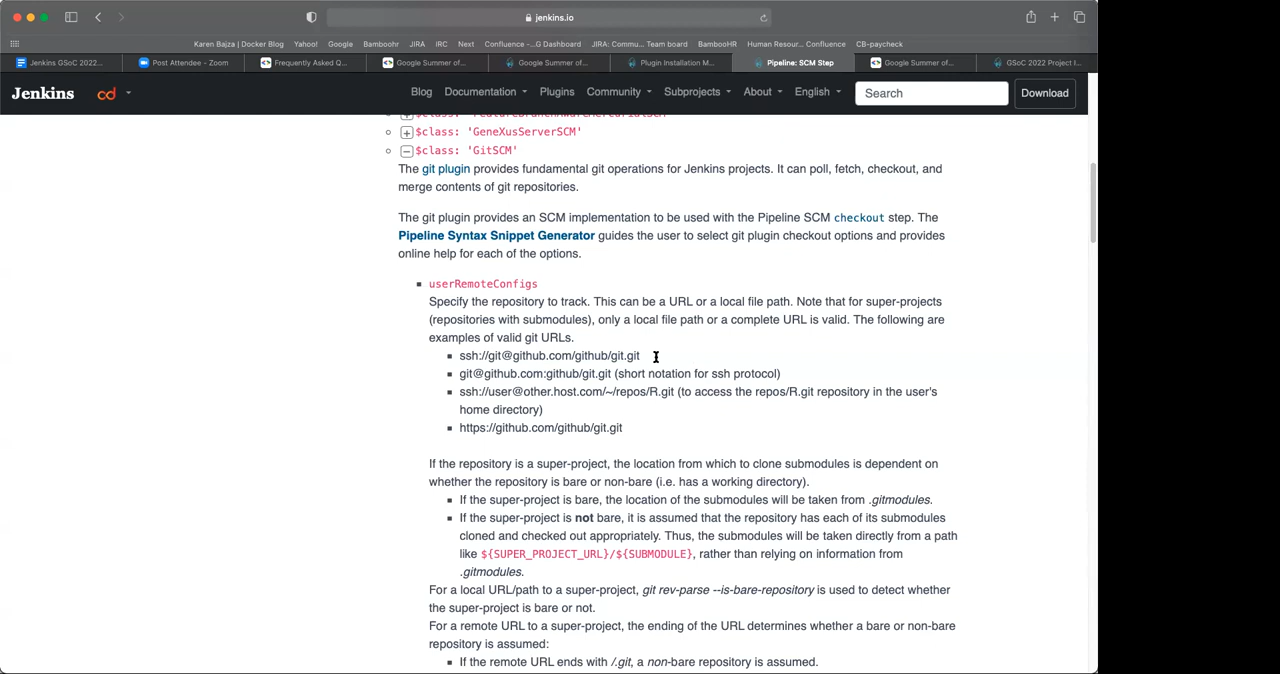 jenkins.io
Karen Bajza | Docker Blog Yahoo! Google Bamboohr JIRA IRC Next Confluence -...G Dashboard JIRA: Commu... Team board BambooHR Human Resour... Confluence CB-paycheck
Jenkins GSoC 2022... Post Attendee - Zoom Frequently Asked Q... Google Summer of... Google Summer of... Plugin Installation M... Pipeline: SCM Step Google Summer of... GSoC 2022 Project I...
Jenkins cd Blog Documentation Plugins Community Subprojects About English Search Download
$class: 'FeatureBranchAwareMercurialSCM'
$class: 'GeneXusServerSCM'
$class: 'GitSCM'
The git plugin provides fundamental git operations for Jenkins projects. It can poll, fetch, checkout, and
merge contents of git repositories.
The git plugin provides an SCM implementation to be used with the Pipeline SCM checkout step. The
Pipeline Syntax Snippet Generator guides the user to select git plugin checkout options and provides
online help for each of the options.
userRemoteConfigs
Specify the repository to track. This can be a URL or a local file path. Note that for super-projects
(repositories with submodules), only a local file path or a complete URL is valid. The following are
examples of valid git URLs.
ssh://git@github.com/github/git.git
git@github.com:github/git.git (short notation for ssh protocol)
ssh://user@other.host.com/~/repos/R.git (to access the repos/R.git repository in the user's
home directory)
https://github.com/github/git.git
If the repository is a super-project, the location from which to clone submodules is dependent on
whether the repository is bare or non-bare (i.e. has a working directory).
If the super-project is bare, the location of the submodules will be taken from .gitmodules.
If the super-project is not bare, it is assumed that the repository has each of its submodules
cloned and checked out appropriately. Thus, the submodules will be taken directly from a path
like ${SUPER_PROJECT_URL}/${SUBMODULE}, rather than relying on information from
.gitmodules.
For a local URL/path to a super-project, git rev-parse --is-bare-repository is used to detect whether
the super-project is bare or not.
For a remote URL to a super-project, the ending of the URL determines whether a bare or non-bare
repository is assumed:
If the remote URL ends with /.git, a non-bare repository is assumed.